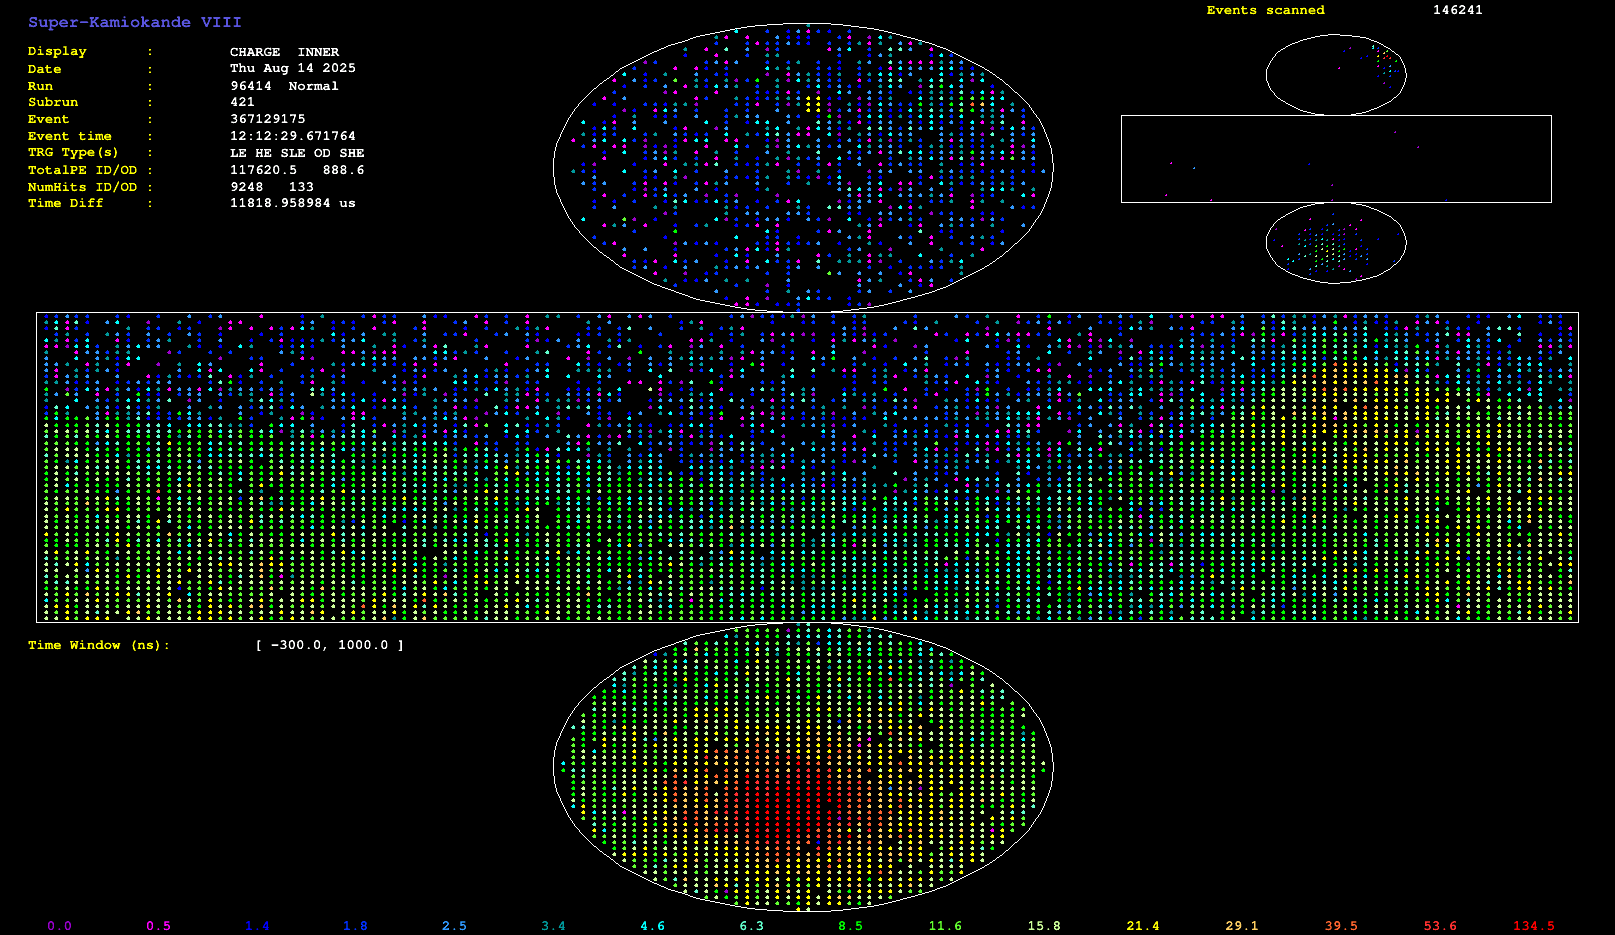 Super-Kamiokande VIII
Events scanned 146241
Display : CHARGE INNER
Date : Thu Aug 14 2025
Run : 96414 Normal
Subrun : 421
Event : 367129175
Event time : 12:12:29.671764
TRG Type(s) : LE HE SLE OD SHE
TotalPE ID/OD : 117620.5 888.6
NumHits ID/OD : 9248 133
Time Diff : 11818.958984 us
Time Window (ns): [ -300.0, 1000.0 ]
0.0 0.5 1.4 1.8 2.5 3.4 4.6 6.3 8.5 11.6 15.8 21.4 29.1 39.5 53.6 134.5